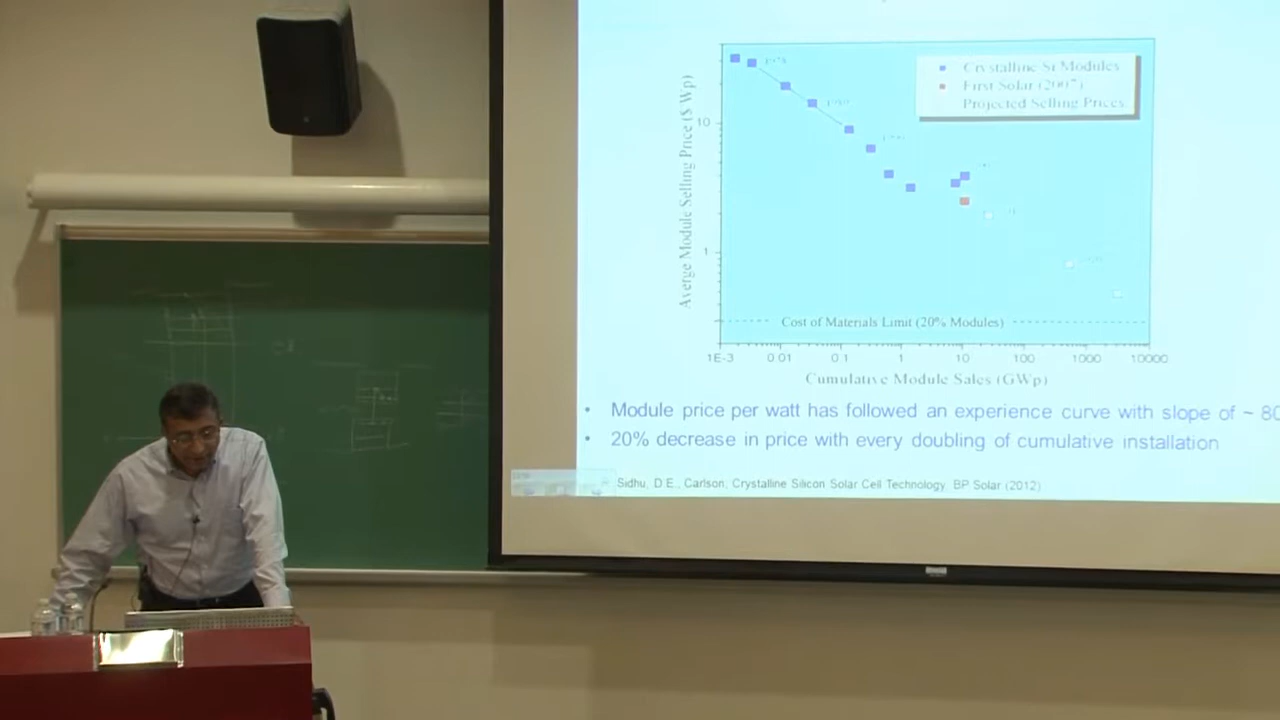 Crystalline Si Modules
First Solar (2007)
Projected Selling Prices
Averge Module Selling Price ($/Wp)
10
1
Cost of Materials Limit (20% Modules)
1E-3 0.01 0.1 1 10 100 1000 10000
Cumulative Module Sales (GWp)
• Module price per watt has followed an experience curve with slope of ~ 80
• 20% decrease in price with every doubling of cumulative installation
Sidhu, D.E., Carlson, Crystalline Silicon Solar Cell Technology, BP Solar (2012)